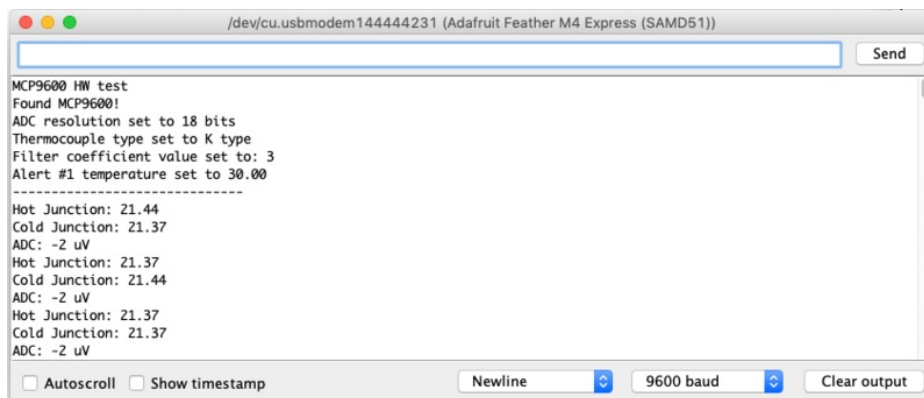 /dev/cu.usbmodem144444231 (Adafruit Feather M4 Express (SAMD51))
Send
MCP9600 HW test
Found MCP9600!
ADC resolution set to 18 bits
Thermocouple type set to K type
Filter coefficient value set to: 3
Alert #1 temperature set to 30.00
------------------------------
Hot Junction: 21.44
Cold Junction: 21.37
ADC: -2 uV
Hot Junction: 21.37
Cold Junction: 21.44
ADC: -2 uV
Hot Junction: 21.37
Cold Junction: 21.37
ADC: -2 uV
Autoscroll Show timestamp Newline 9600 baud Clear output